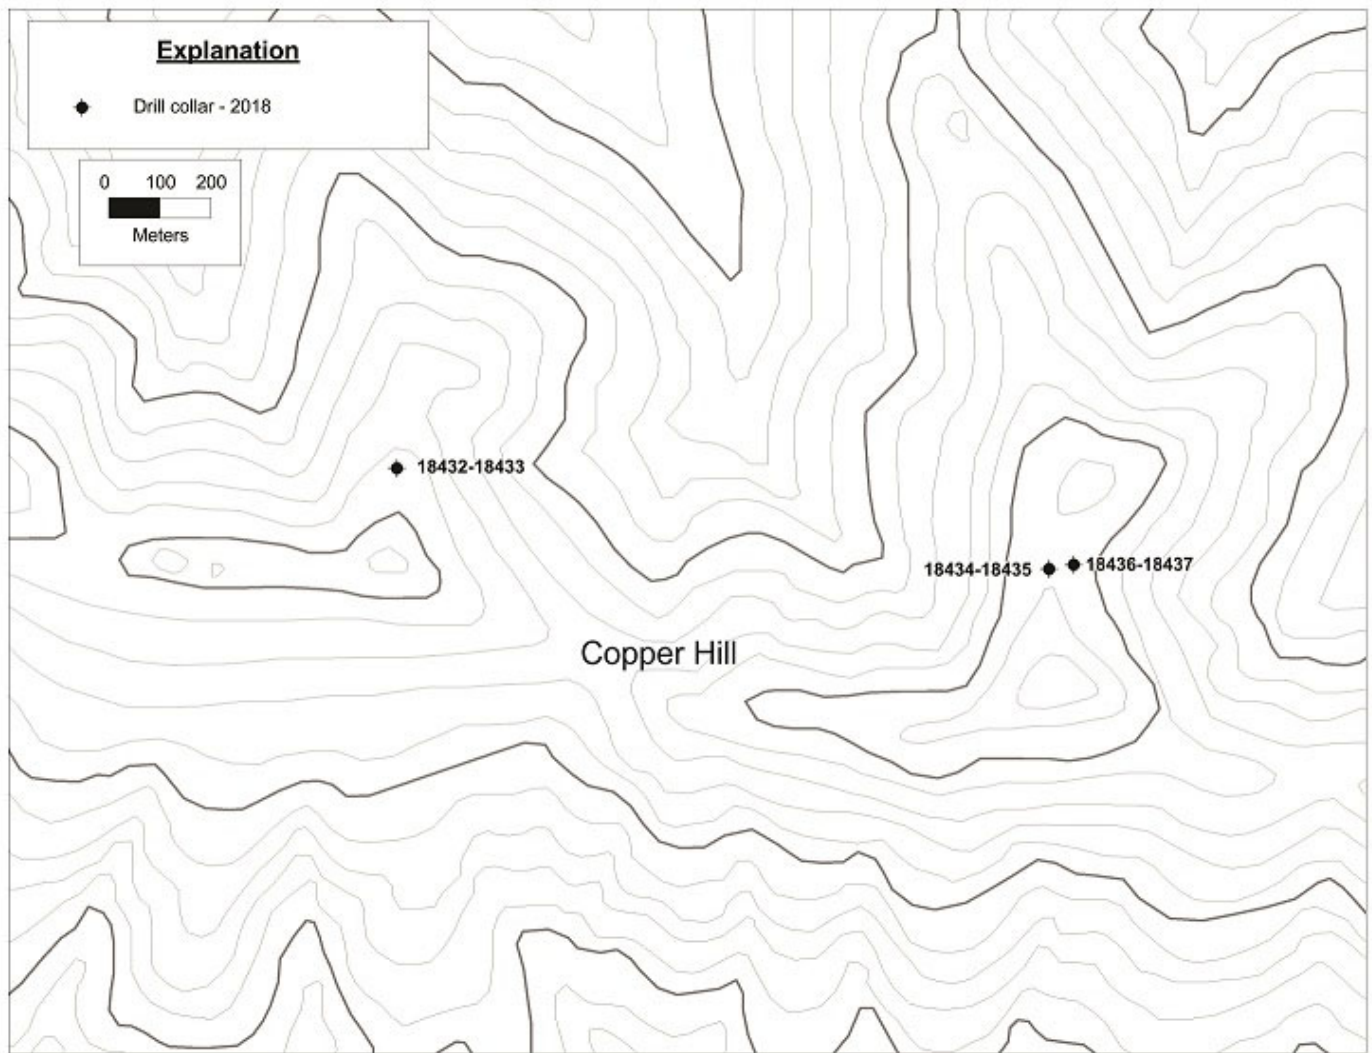 Explanation
Drill collar - 2018
0 100 200
Meters
18432-18433
18434-18435
18436-18437
Copper Hill